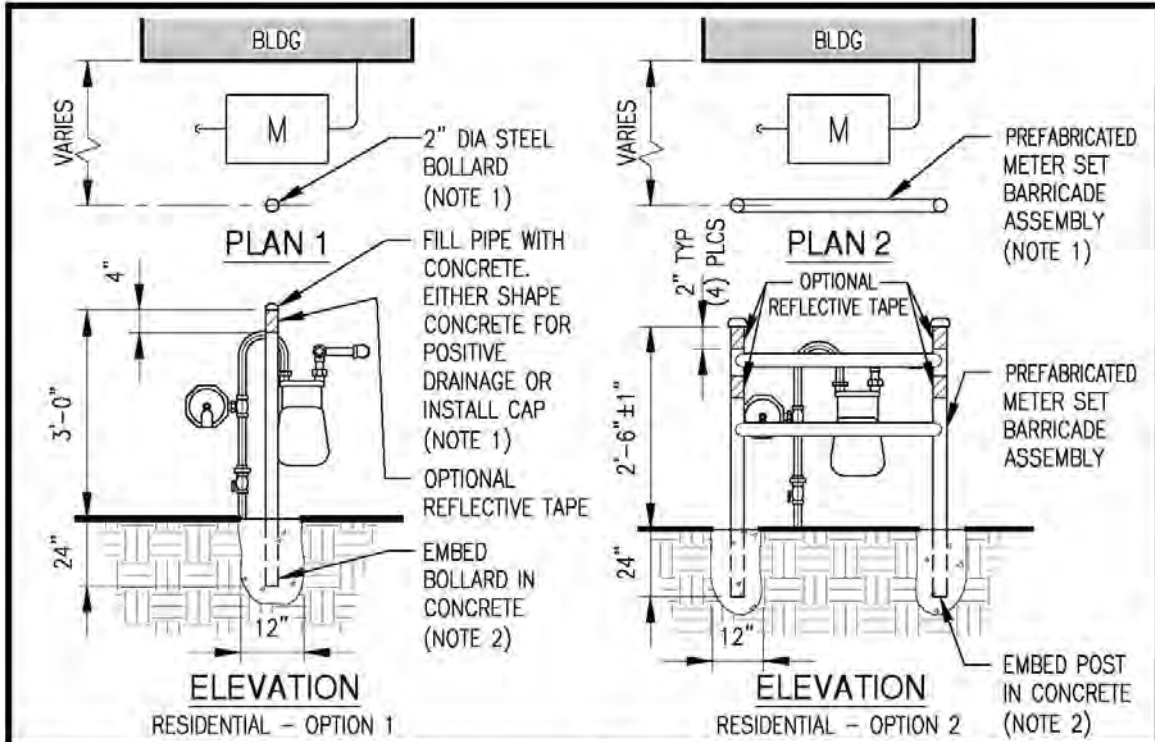 BLDG
VARIES
M
2" DIA STEEL
BOLLARD
(NOTE 1)
PLAN 1
4"
3'-0"
24"
12"
FILL PIPE WITH
CONCRETE.
EITHER SHAPE
CONCRETE FOR
POSITIVE
DRAINAGE OR
INSTALL CAP
(NOTE 1)
OPTIONAL
REFLECTIVE TAPE
EMBED
BOLLARD IN
CONCRETE
(NOTE 2)
ELEVATION
RESIDENTIAL – OPTION 1
BLDG
VARIES
M
PREFABRICATED
METER SET
BARRICADE
ASSEMBLY
(NOTE 1)
PLAN 2
2" TYP
(4) PLCS
OPTIONAL
REFLECTIVE TAPE
2'-6"±1"
24"
12"
PREFABRICATED
METER SET
BARRICADE
ASSEMBLY
EMBED POST
IN CONCRETE
(NOTE 2)
ELEVATION
RESIDENTIAL – OPTION 2